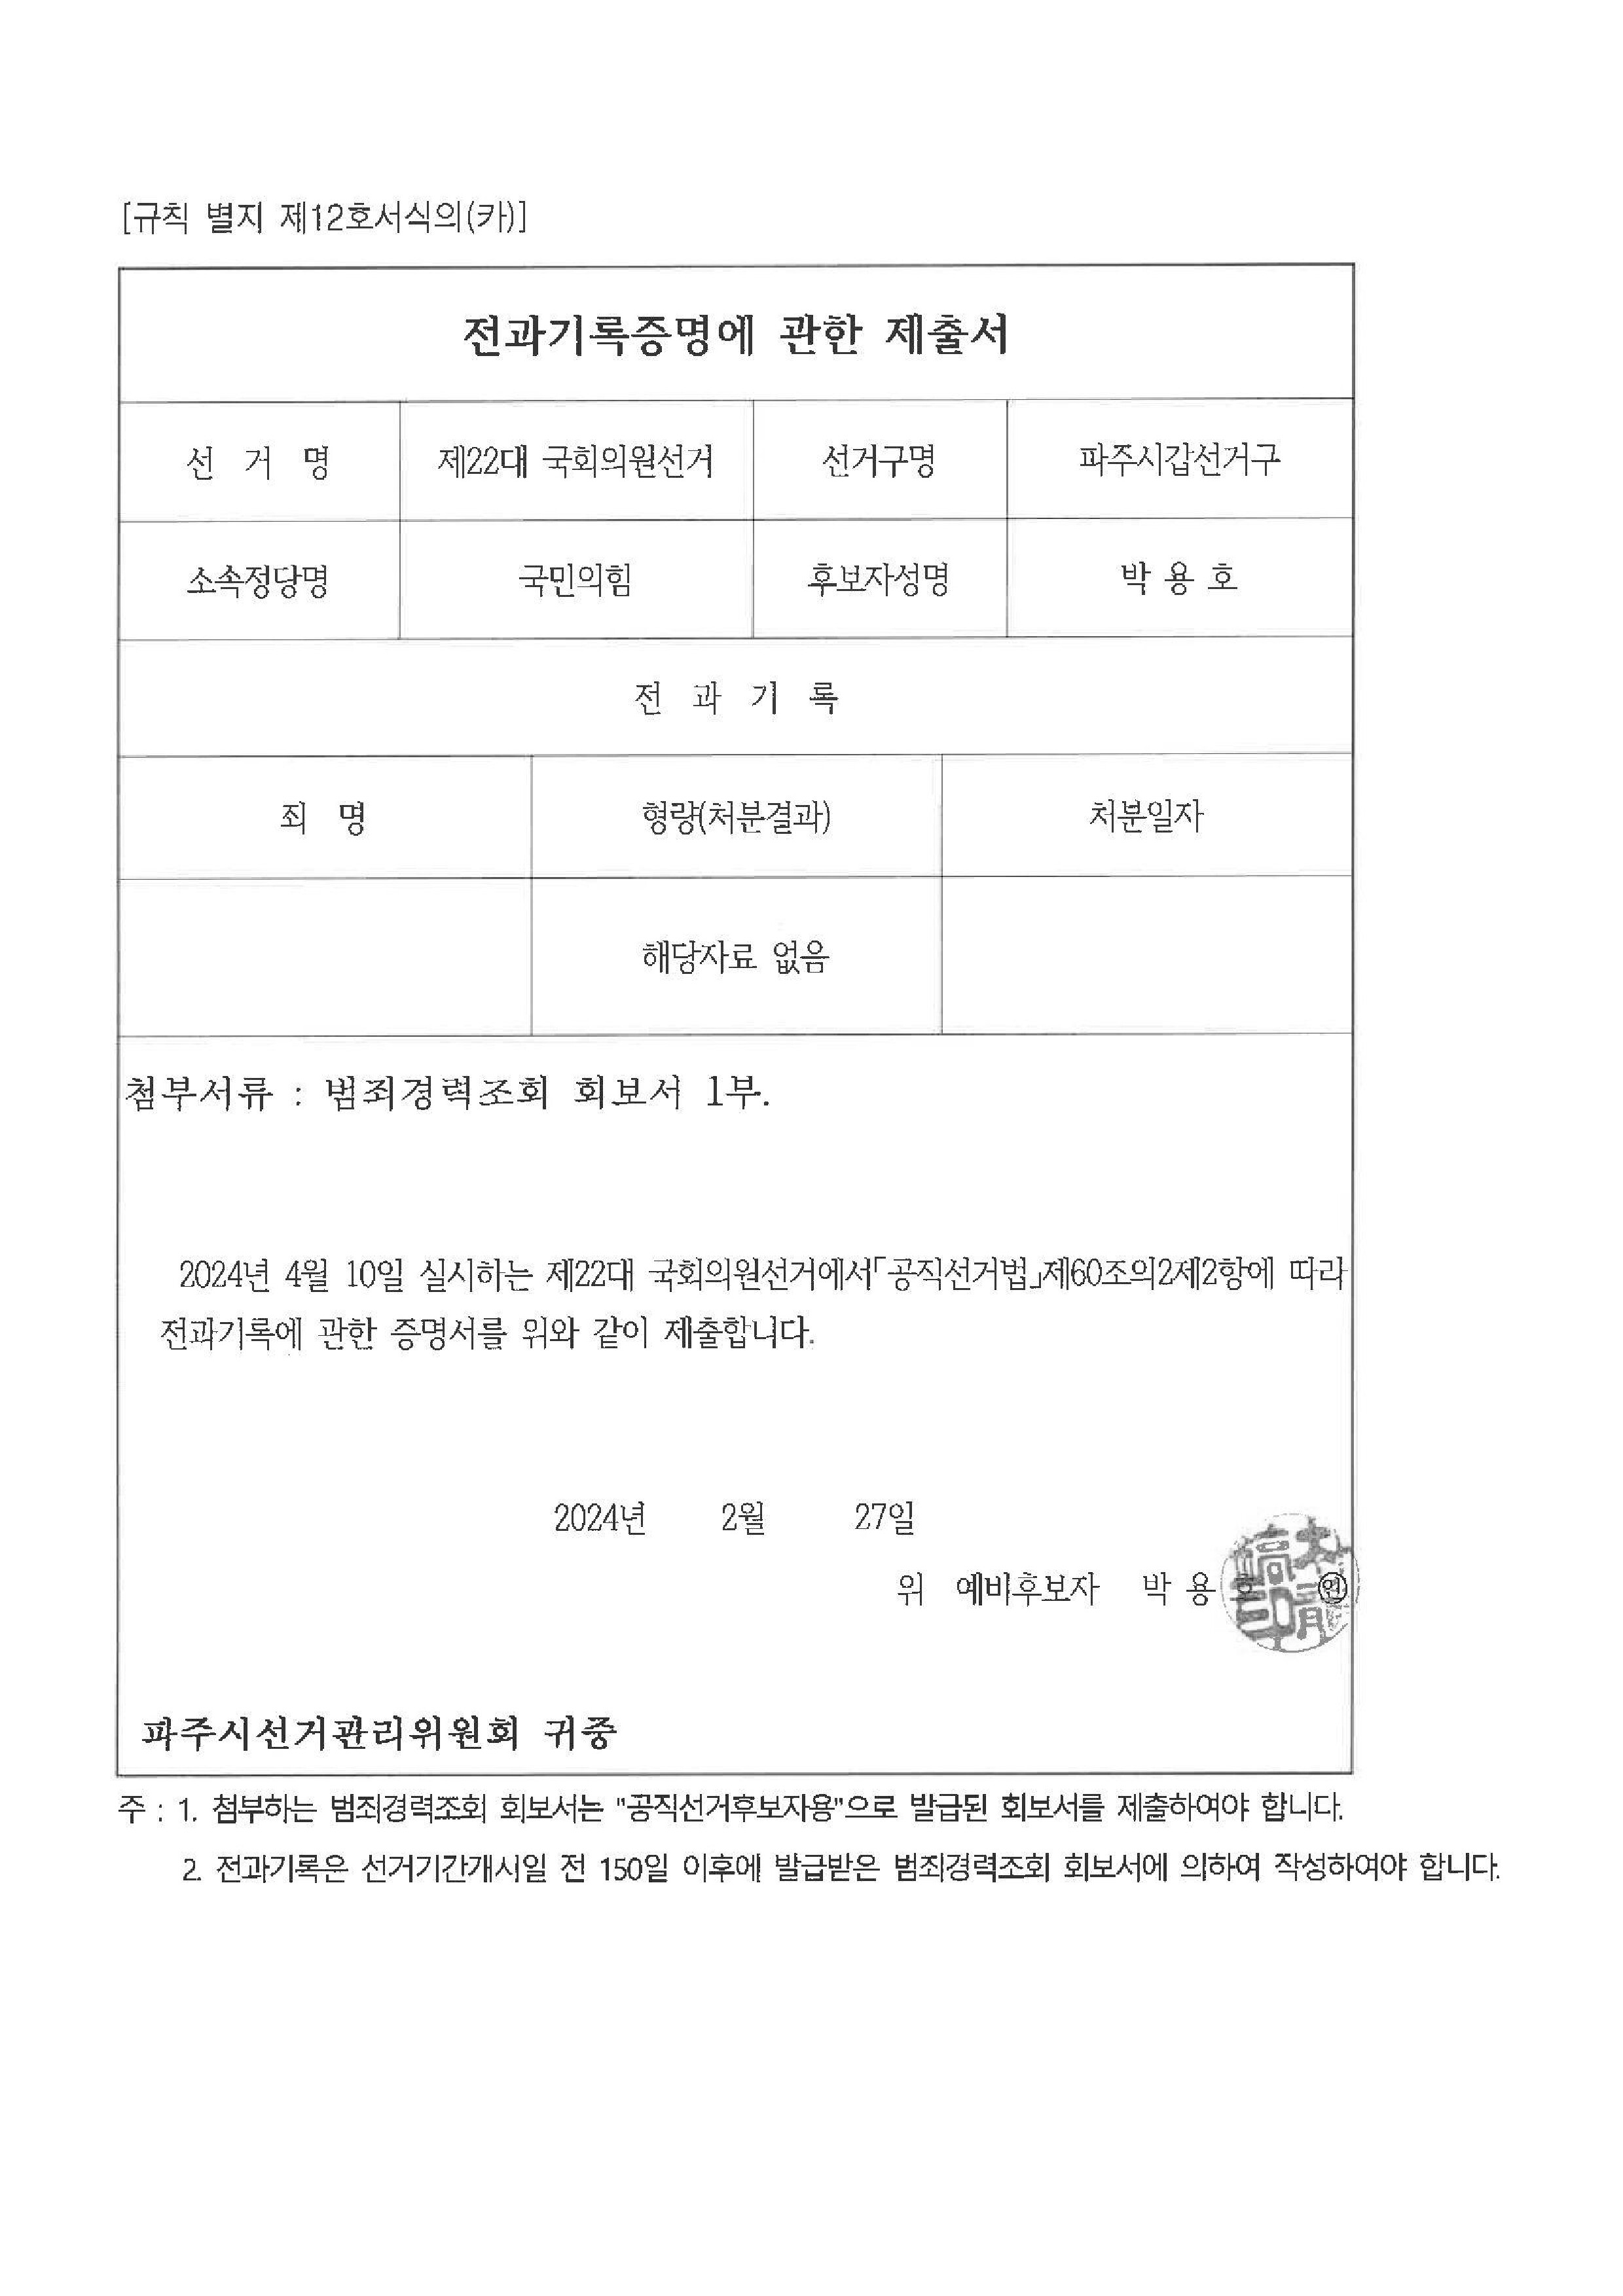 [규칙 별지 제12호서식의(카)]
전과기록증명에 관한 제출서
선 거 명 제22대 국회의원선거 선거구명 파주시갑선거구
소속정당명 국민의힘 후보자성명 박 용 호
전 과 기 록
죄 명 형량(처분결과) 처분일자
해당자료 없음
첨부서류 : 범죄경력조회 회보서 1부.
2024년 4월 10일 실시하는 제22대 국회의원선거에서「공직선거법」제60조의2제2항에 따라
전과기록에 관한 증명서를 위와 같이 제출합니다.
2024년 2월 27일
위 예비후보자 박 용 호 ㊞
파주시선거관리위원회 귀중
주 : 1. 첨부하는 범죄경력조회 회보서는 "공직선거후보자용"으로 발급된 회보서를 제출하여야 합니다.
2. 전과기록은 선거기간개시일 전 150일 이후에 발급받은 범죄경력조회 회보서에 의하여 작성하여야 합니다.